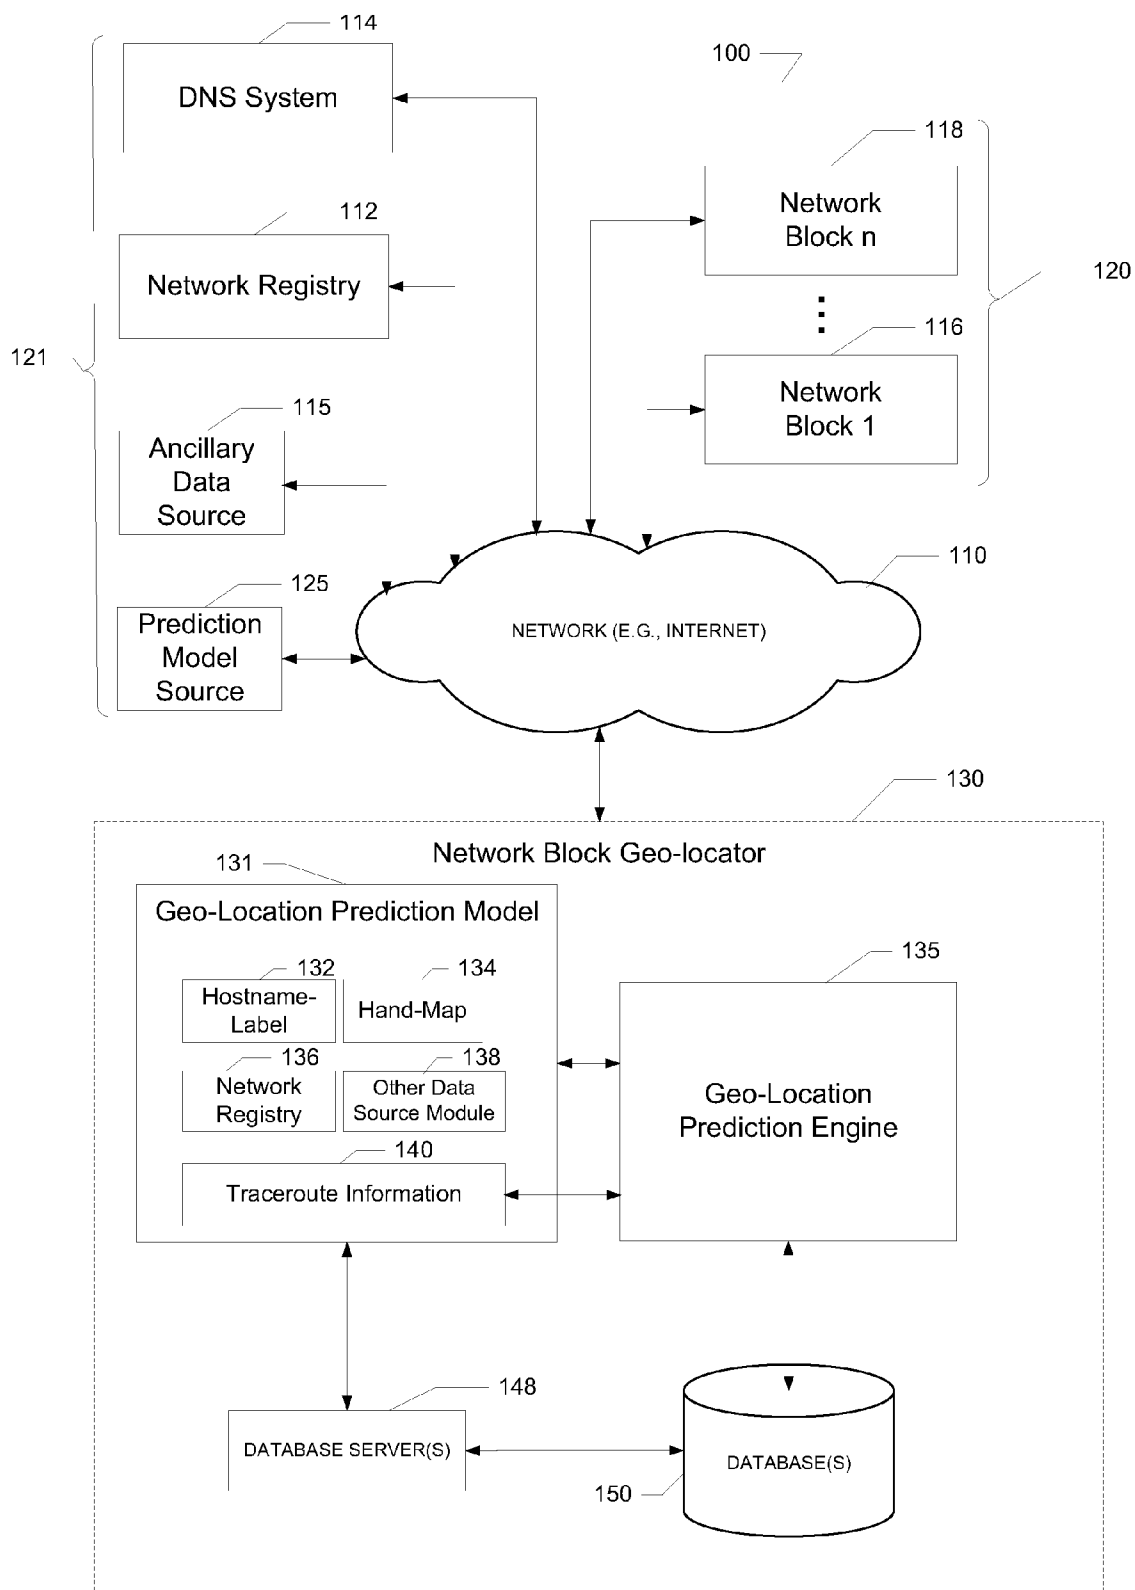 114
DNS System
100
118
Network
Block n
112
Network Registry
120
116
Network
Block 1
121
115
Ancillary
Data
Source
110
125
Prediction
Model
Source
NETWORK (E.G., INTERNET)
130
Network Block Geo-locator
131
Geo-Location Prediction Model
132
Hostname-
Label
134
Hand-Map
135
136
Network
Registry
138
Other Data
Source Module
Geo-Location
Prediction Engine
140
Traceroute Information
148
DATABASE SERVER(S)
DATABASE(S)
150